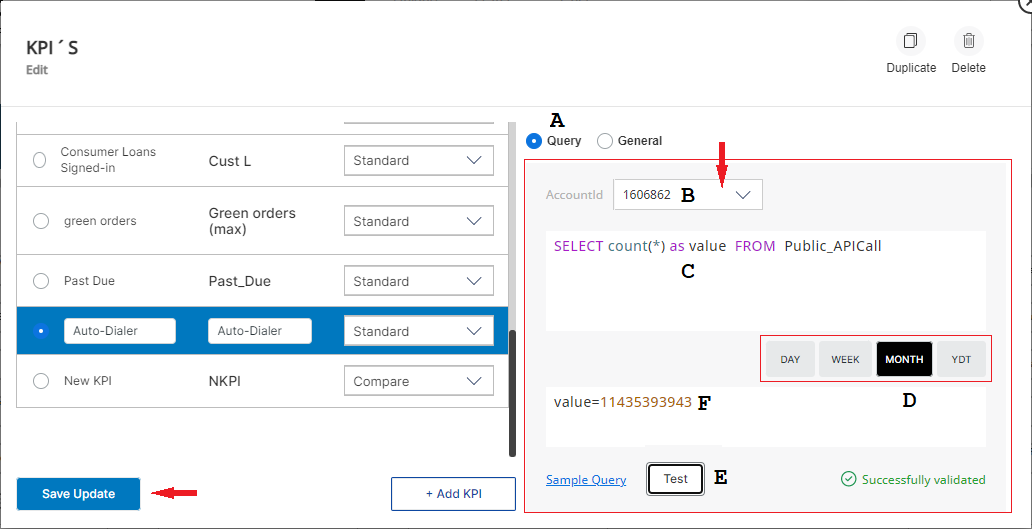 KPI´S
Edit
Duplicate
Delete
Consumer Loans
Signed-in
Cust L
Standard
green orders
Green orders
(max)
Standard
Past Due
Past_Due
Standard
Auto-Dialer
Auto-Dialer
Standard
New KPI
NKPI
Compare
Save Update
+ Add KPI
A
Query
General
AccountId
1606862
B
SELECT count(*) as value FROM Public_APICall
C
DAY
WEEK
MONTH
YDT
D
value=11435393943
F
Sample Query
Test
E
Successfully validated